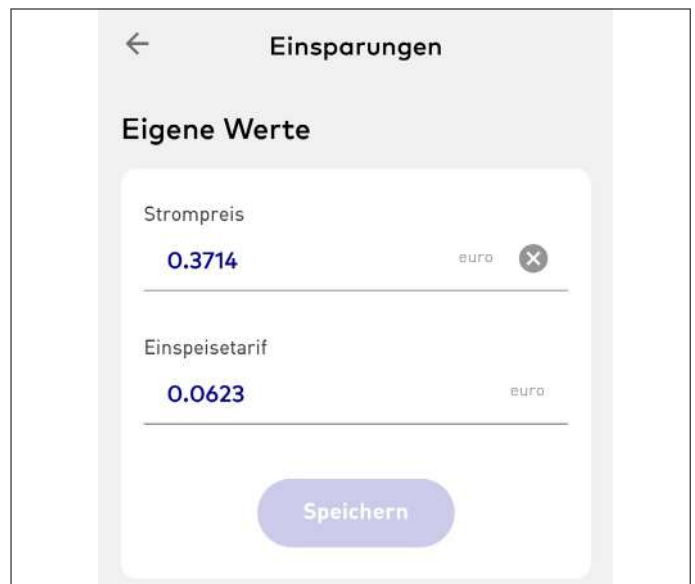 Einsparungen
Eigene Werte
Strompreis
0.3714 euro
Einspeisetarif
0.0623 euro
Speichern